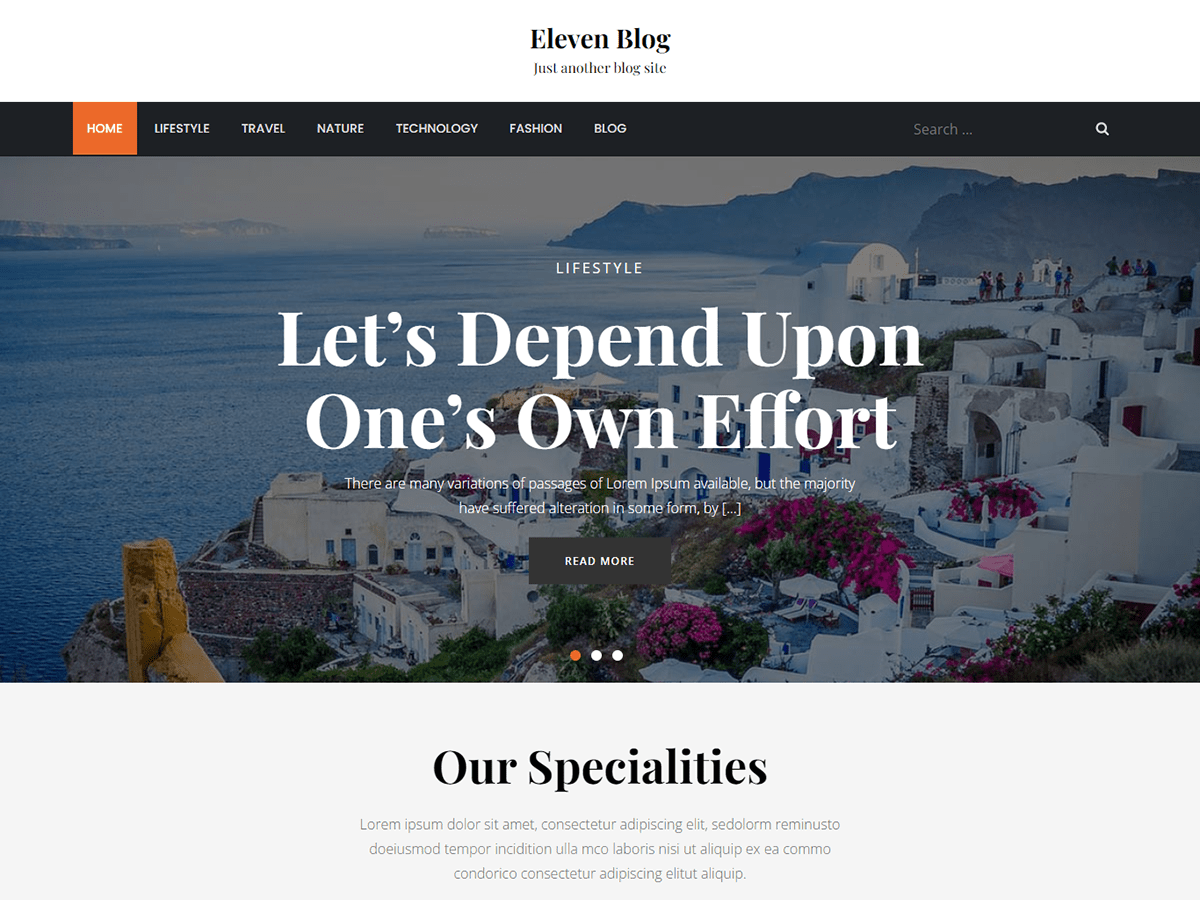 Eleven Blog
Just another blog site
HOME LIFESTYLE TRAVEL NATURE TECHNOLOGY FASHION BLOG Search ...
LIFESTYLE
Let’s Depend Upon
One’s Own Effort
There are many variations of passages of Lorem Ipsum available, but the majority
have suffered alteration in some form, by [...]
READ MORE
Our Specialities
Lorem ipsum dolor sit amet, consectetur adipiscing elit, sedolorm reminusto
doeiusmod tempor incidition ulla mco laboris nisi ut aliquip ex ea commo
condorico consectetur adipiscing elitut aliquip.